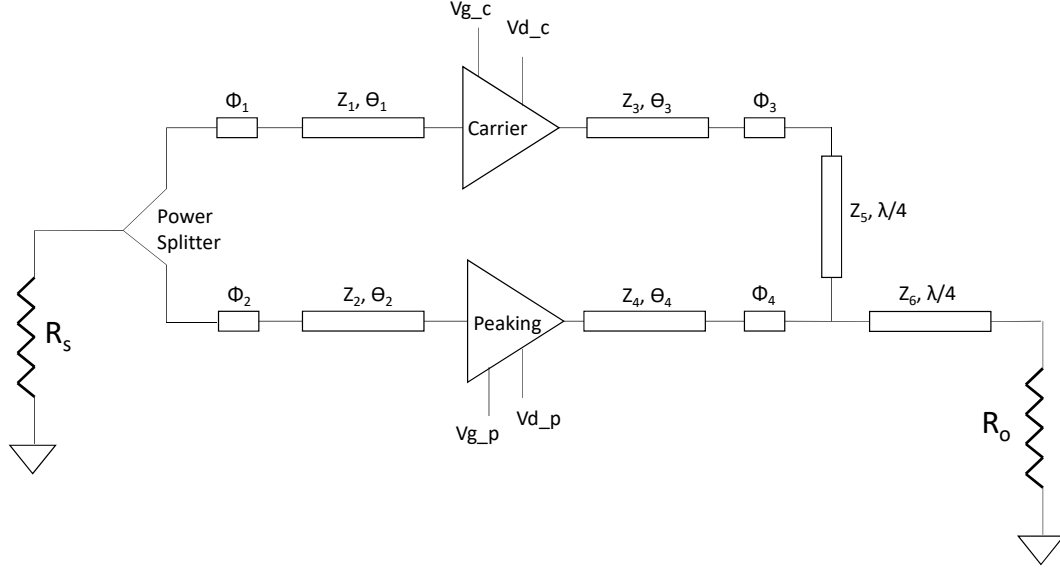 Vg_c
Vd_c
Φ1
Z1, Θ1
Carrier
Z3, Θ3
Φ3
Power
Splitter
Z5, λ/4
Rs
Φ2
Z2, Θ2
Peaking
Z4, Θ4
Φ4
Z6, λ/4
Vg_p
Vd_p
Ro